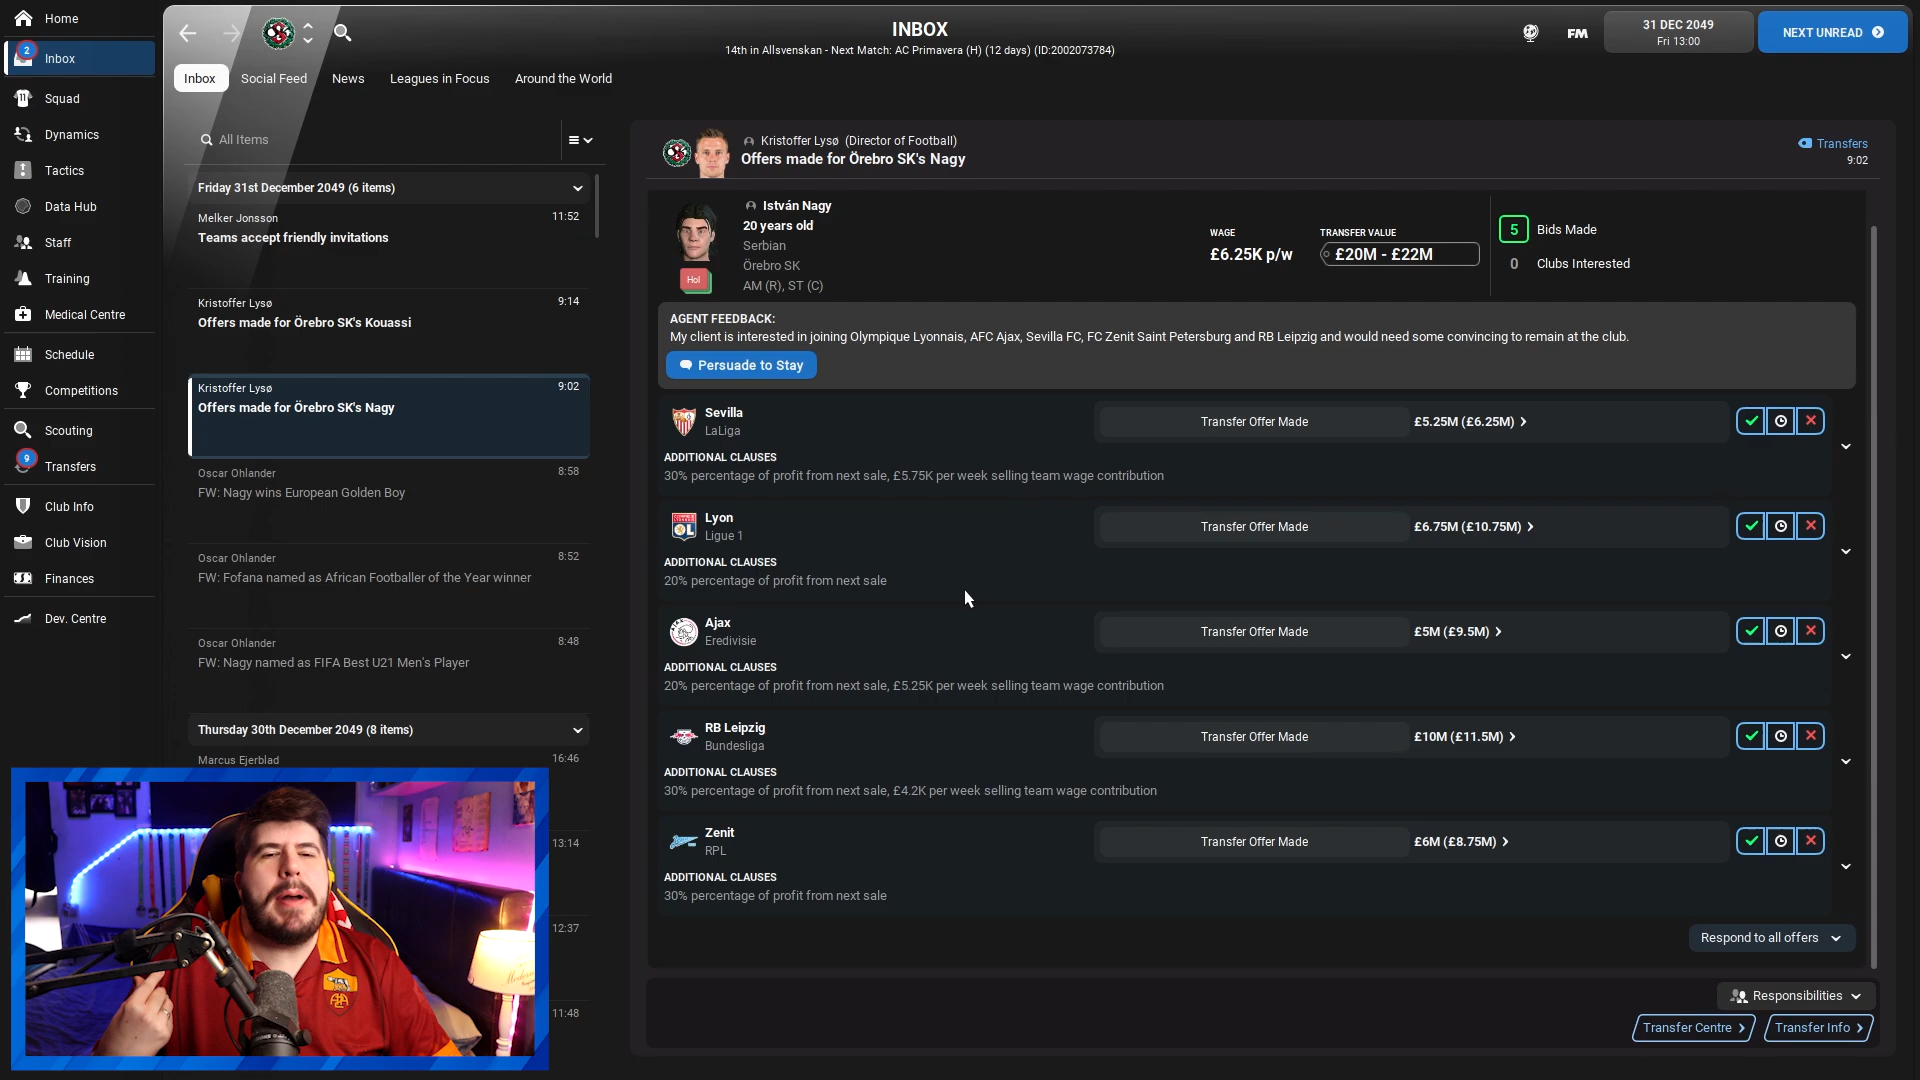 Home
2
Inbox
Squad
Dynamics
Tactics
Data Hub
Staff
Training
Medical Centre
Schedule
Competitions
Scouting
9
Transfers
Club Info
Club Vision
Finances
Dev. Centre
INBOX
14th in Allsvenskan - Next Match: AC Primavera (H) (12 days) (ID:2002073784)
FM
31 DEC 2049
Fri 13:00
NEXT UNREAD
Inbox
Social Feed
News
Leagues in Focus
Around the World
All Items
Friday 31st December 2049 (6 items)
Melker Jonsson 11:52
Teams accept friendly invitations
Kristoffer Lysø 9:14
Offers made for Örebro SK's Kouassi
Kristoffer Lysø 9:02
Offers made for Örebro SK's Nagy
Oscar Ohlander 8:58
FW: Nagy wins European Golden Boy
Oscar Ohlander 8:52
FW: Fofana named as African Footballer of the Year winner
Oscar Ohlander 8:48
FW: Nagy named as FIFA Best U21 Men's Player
Thursday 30th December 2049 (8 items)
Marcus Ejerblad 16:46
13:14
12:37
11:48
Kristoffer Lysø (Director of Football)
Offers made for Örebro SK's Nagy
Transfers
9:02
István Nagy
20 years old
Serbian
Örebro SK
AM (R), ST (C)
Hol
WAGE
£6.25K p/w
TRANSFER VALUE
£20M - £22M
5 Bids Made
0 Clubs Interested
AGENT FEEDBACK:
My client is interested in joining Olympique Lyonnais, AFC Ajax, Sevilla FC, FC Zenit Saint Petersburg and RB Leipzig and would need some convincing to remain at the club.
Persuade to Stay
Sevilla
LaLiga
Transfer Offer Made £5.25M (£6.25M)
ADDITIONAL CLAUSES
30% percentage of profit from next sale, £5.75K per week selling team wage contribution
Lyon
Ligue 1
Transfer Offer Made £6.75M (£10.75M)
ADDITIONAL CLAUSES
20% percentage of profit from next sale
Ajax
Eredivisie
Transfer Offer Made £5M (£9.5M)
ADDITIONAL CLAUSES
20% percentage of profit from next sale, £5.25K per week selling team wage contribution
RB Leipzig
Bundesliga
Transfer Offer Made £10M (£11.5M)
ADDITIONAL CLAUSES
30% percentage of profit from next sale, £4.2K per week selling team wage contribution
Zenit
RPL
Transfer Offer Made £6M (£8.75M)
ADDITIONAL CLAUSES
30% percentage of profit from next sale
Respond to all offers
Responsibilities
Transfer Centre
Transfer Info